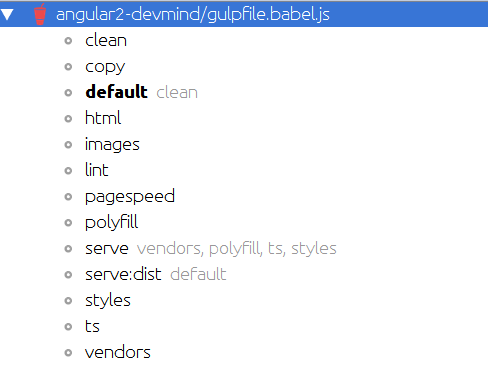 angular2-devmind/gulpfile.babel.js
clean
copy
default clean
html
images
lint
pagespeed
polyfill
serve vendors, polyfill, ts, styles
serve:dist default
styles
ts
vendors